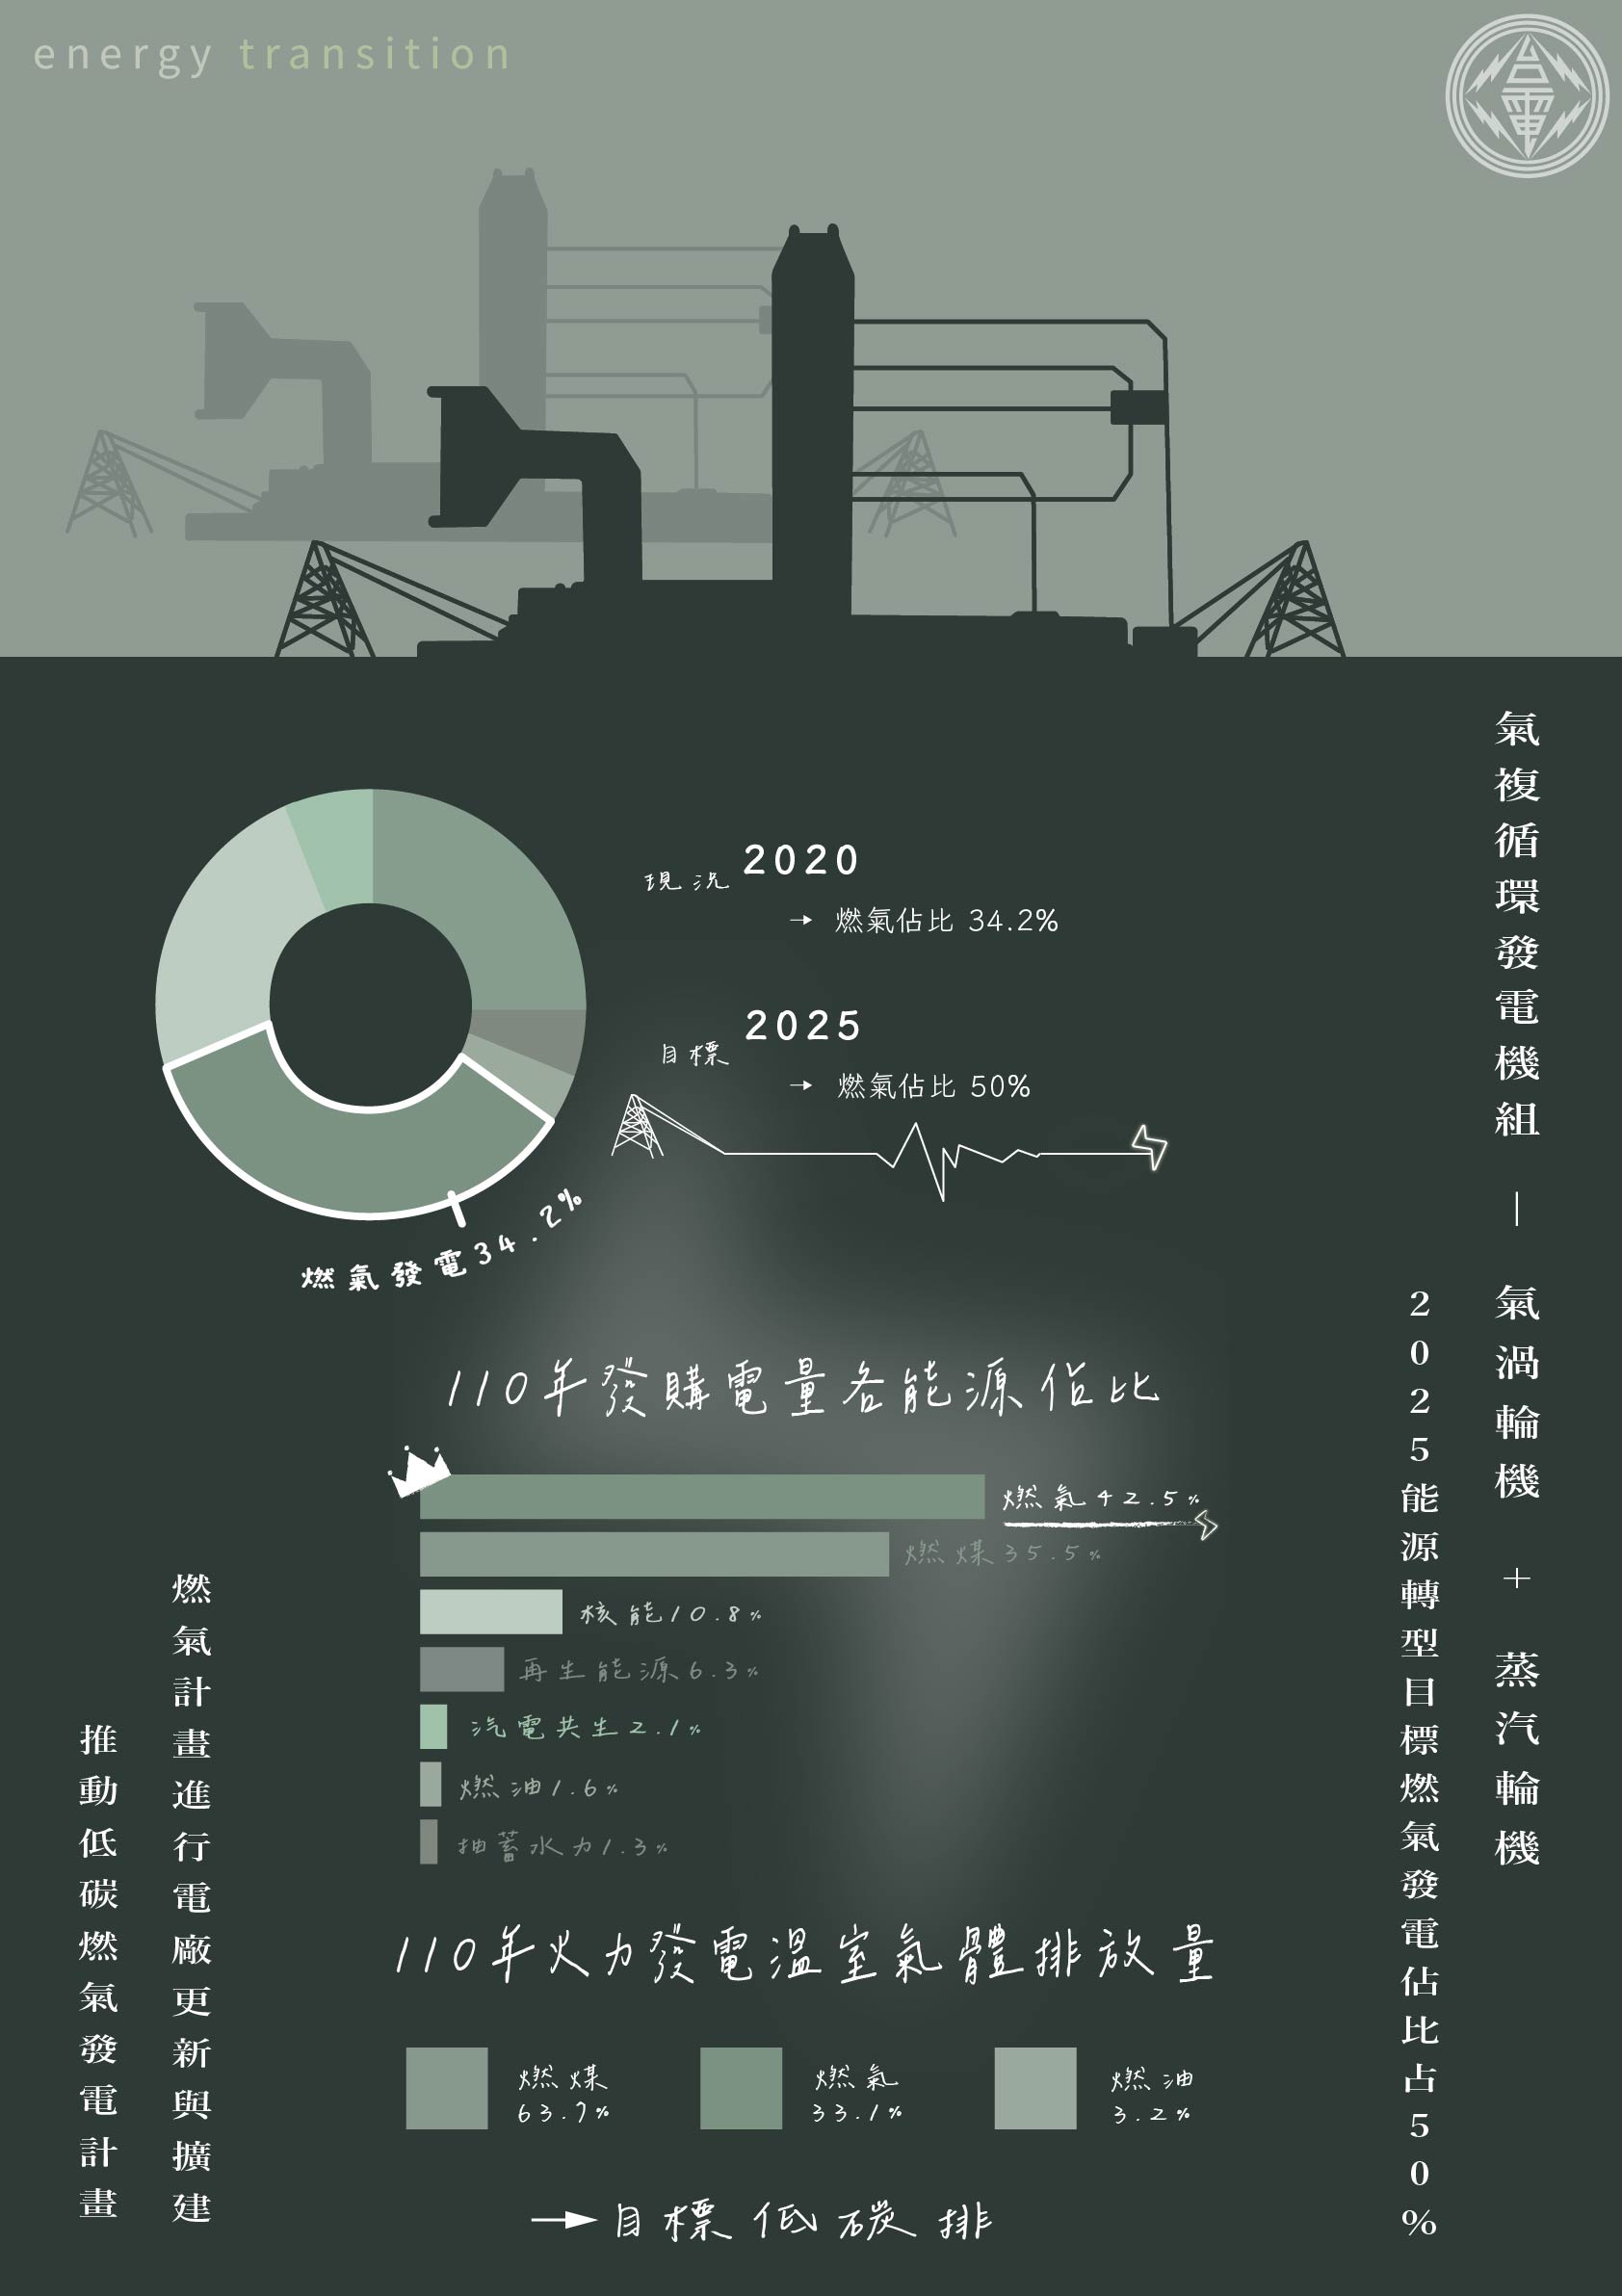 energy transition
台電
氣複循環發電機組 — 氣渦輪機 + 蒸汽輪機
2025能源轉型目標燃氣發電佔比占50%
現況 2020
→ 燃氣佔比 34.2%
目標 2025
→ 燃氣佔比 50%
燃氣發電34.2%
110年發購電量各能源佔比
燃氣42.5%
燃煤35.5%
核能10.8%
再生能源6.3%
汽電共生2.1%
燃油1.6%
抽蓄水力1.3%
110年火力發電溫室氣體排放量
燃煤
63.7%
燃氣
33.1%
燃油
3.2%
→目標低碳排
燃氣計畫進行電廠更新與擴建
推動低碳燃氣發電計畫